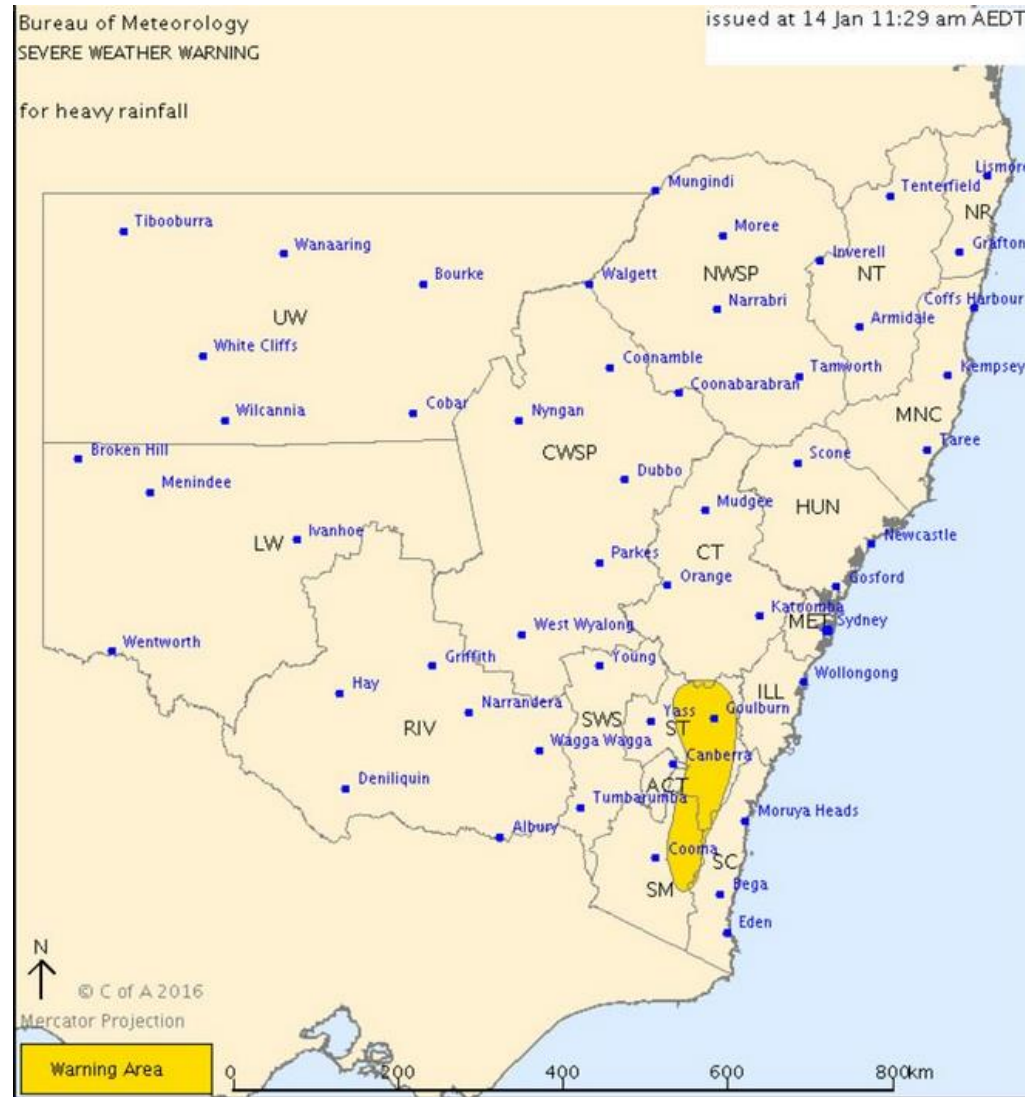 Bureau of Meteorology
issued at 14 Jan 11:29 am AEDT
SEVERE WEATHER WARNING
for heavy rainfall
Lismore
Mungindi
Tenterfield
NR
Tibooburra
Moree
Wanaaring
Inverell
Grafton
Bourke
Walgett
NWSP
NT
Narrabri
Coffs Harbour
UW
Armidale
White Cliffs
Coonamble
Tamworth
Kempsey
Coonabarabran
Wilcannia
Cobar
Nyngan
MNC
Broken Hill
CWSP
Scone
Taree
Menindee
Dubbo
Mudgee
HUN
Ivanhoe
LW
CT
Newcastle
Parkes
Orange
Gosford
Katoomba
MET
Sydney
West Wyalong
Wentworth
Griffith
Young
Wollongong
Hay
ILL
Narrandera
SWS
Yass
Goulburn
RIV
ST
Wagga Wagga
Canberra
ACT
Deniliquin
Tumbarumba
Moruya Heads
Albury
Cooma
SC
SM
Bega
Eden
N
© C of A 2016
Mercator Projection
Warning Area
0 200 400 600 800km